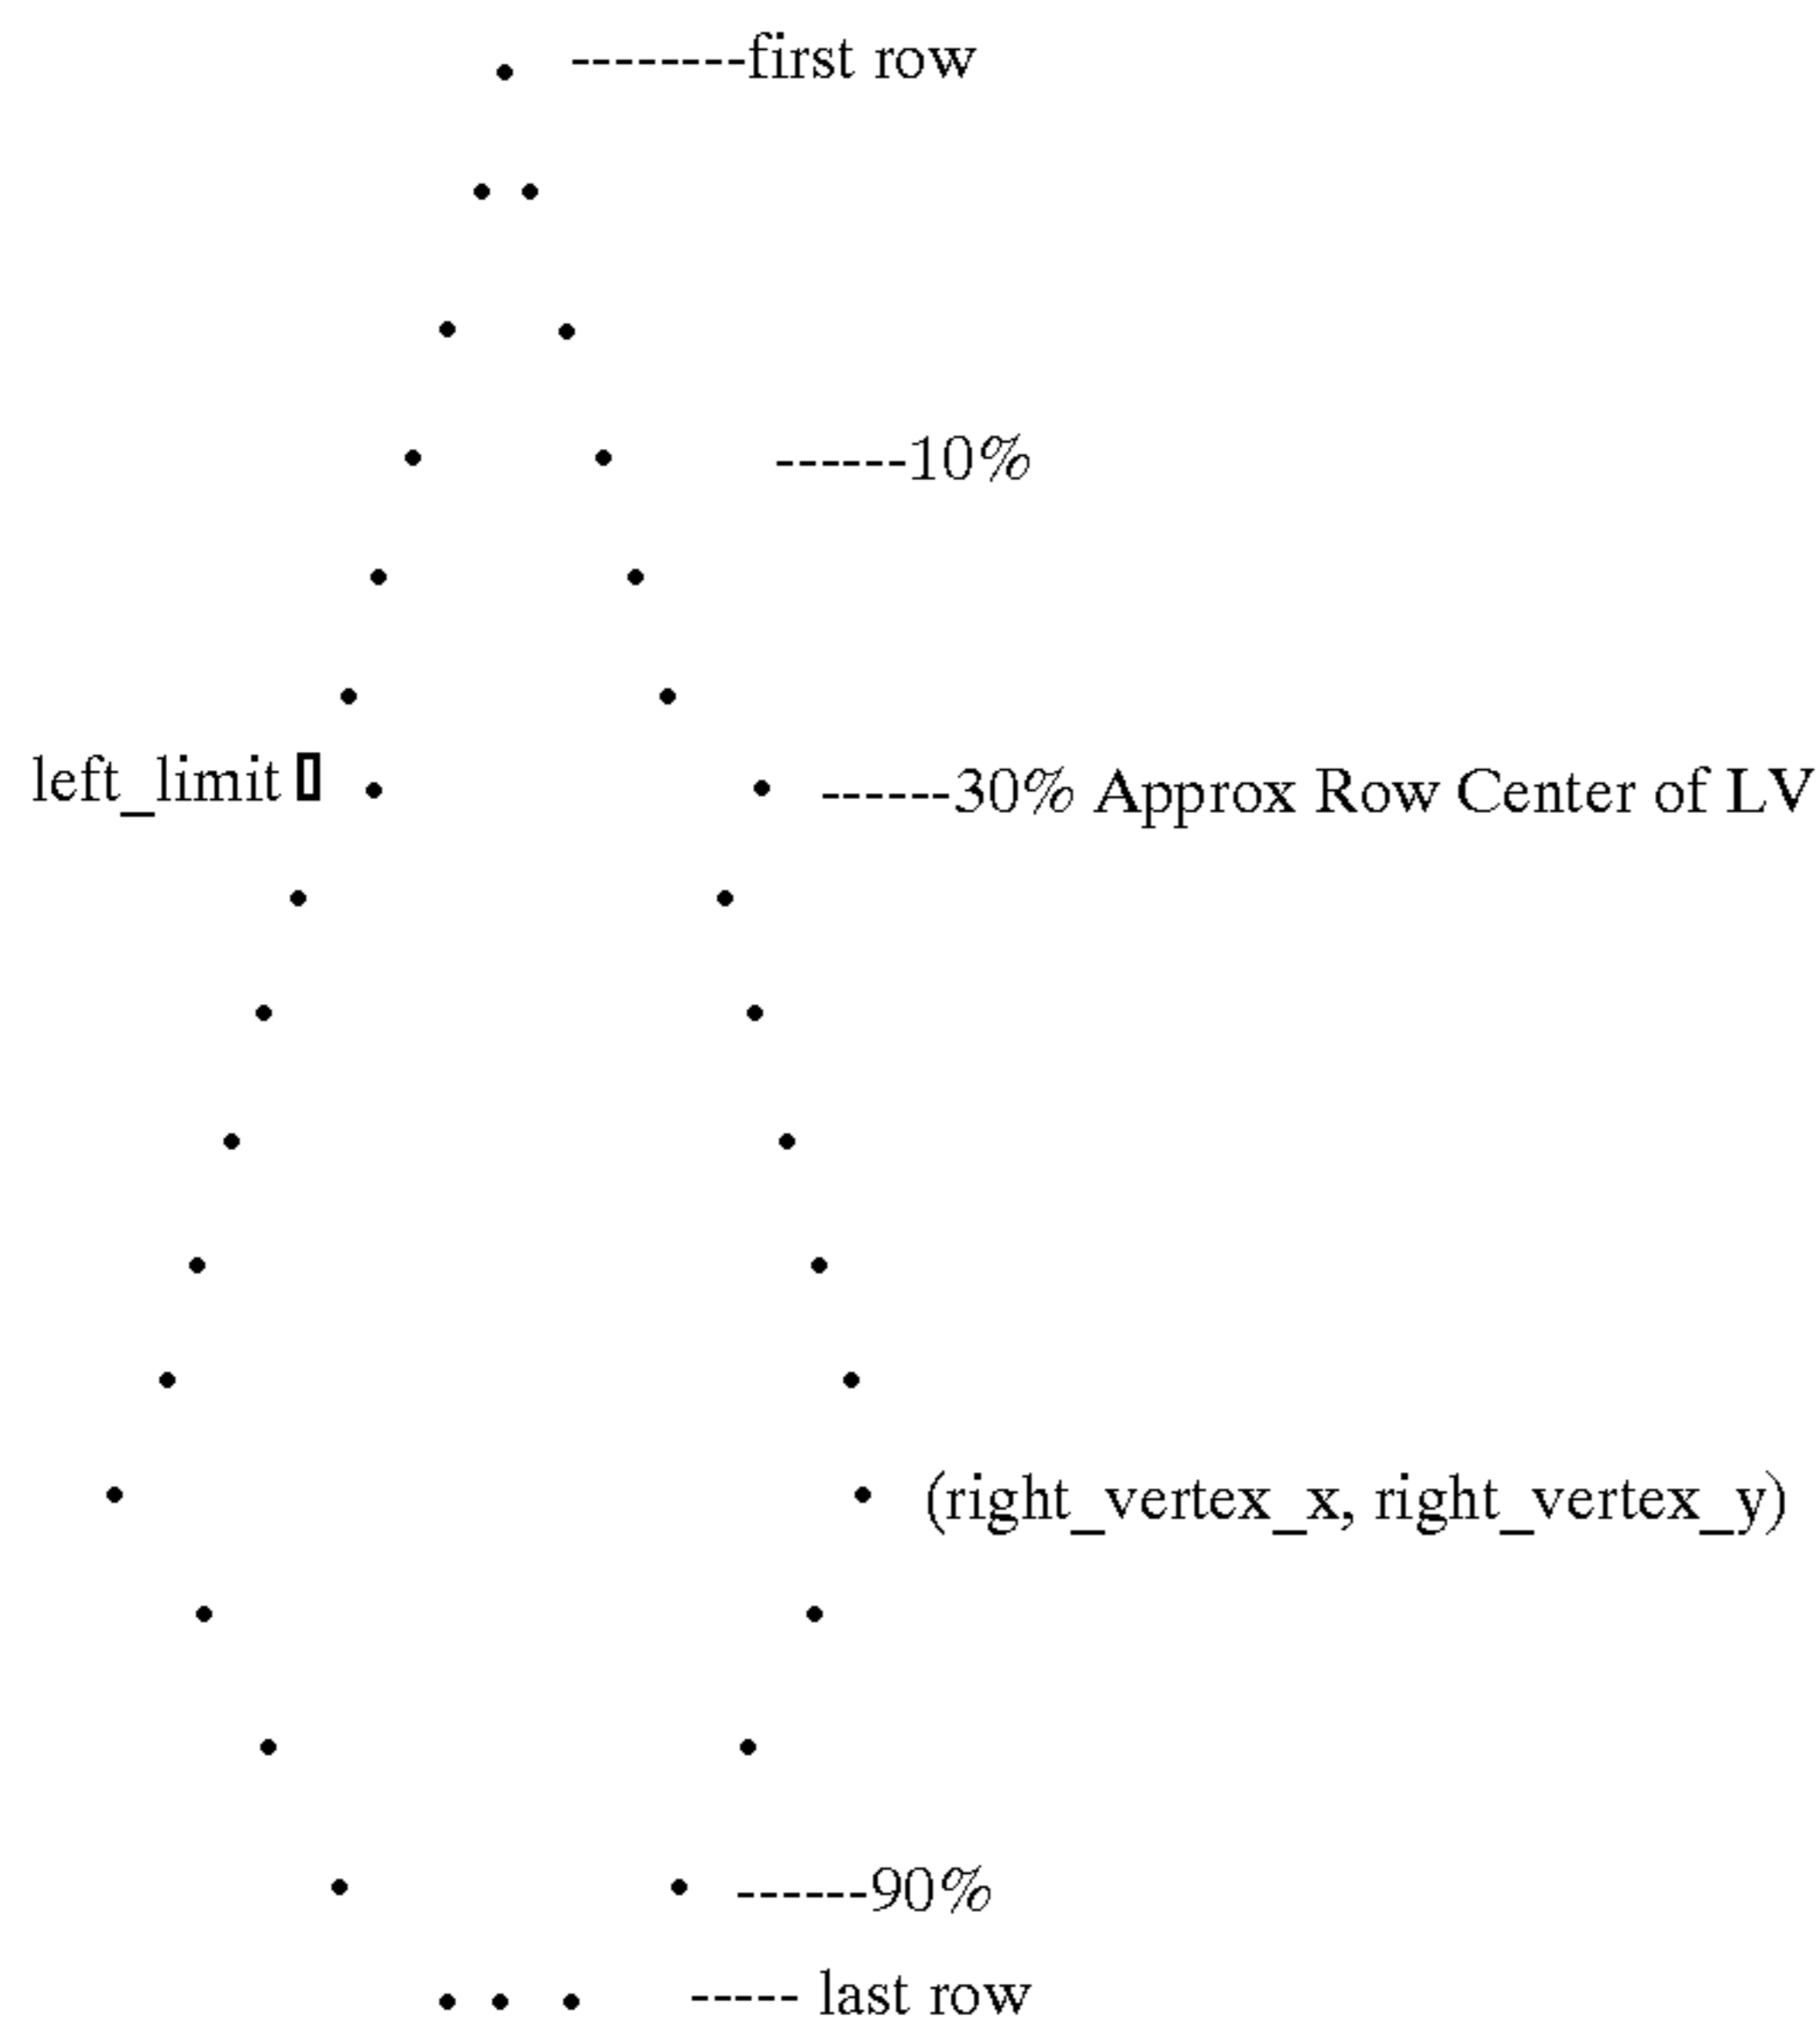 --------first row
------10%
left_limit
------30% Approx Row Center of LV
(right_vertex_x, right_vertex_y)
------90%
----- last row